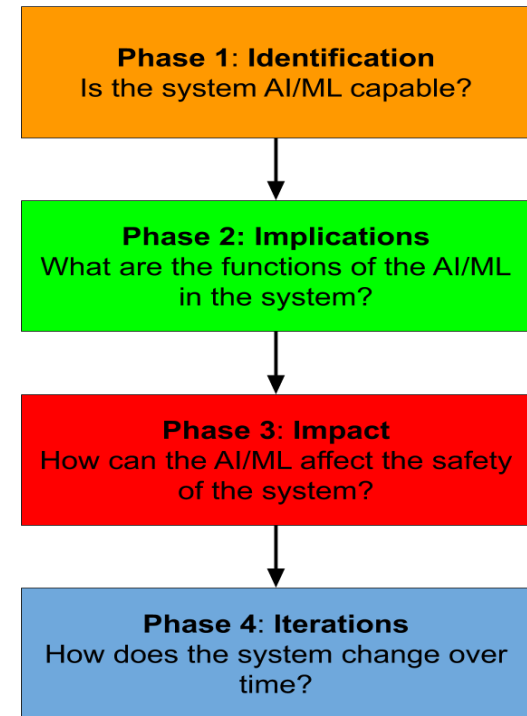 Phase 1: Identification
Is the system AI/ML capable?
Phase 2: Implications
What are the functions of the AI/ML
in the system?
Phase 3: Impact
How can the AI/ML affect the safety
of the system?
Phase 4: Iterations
How does the system change over
time?